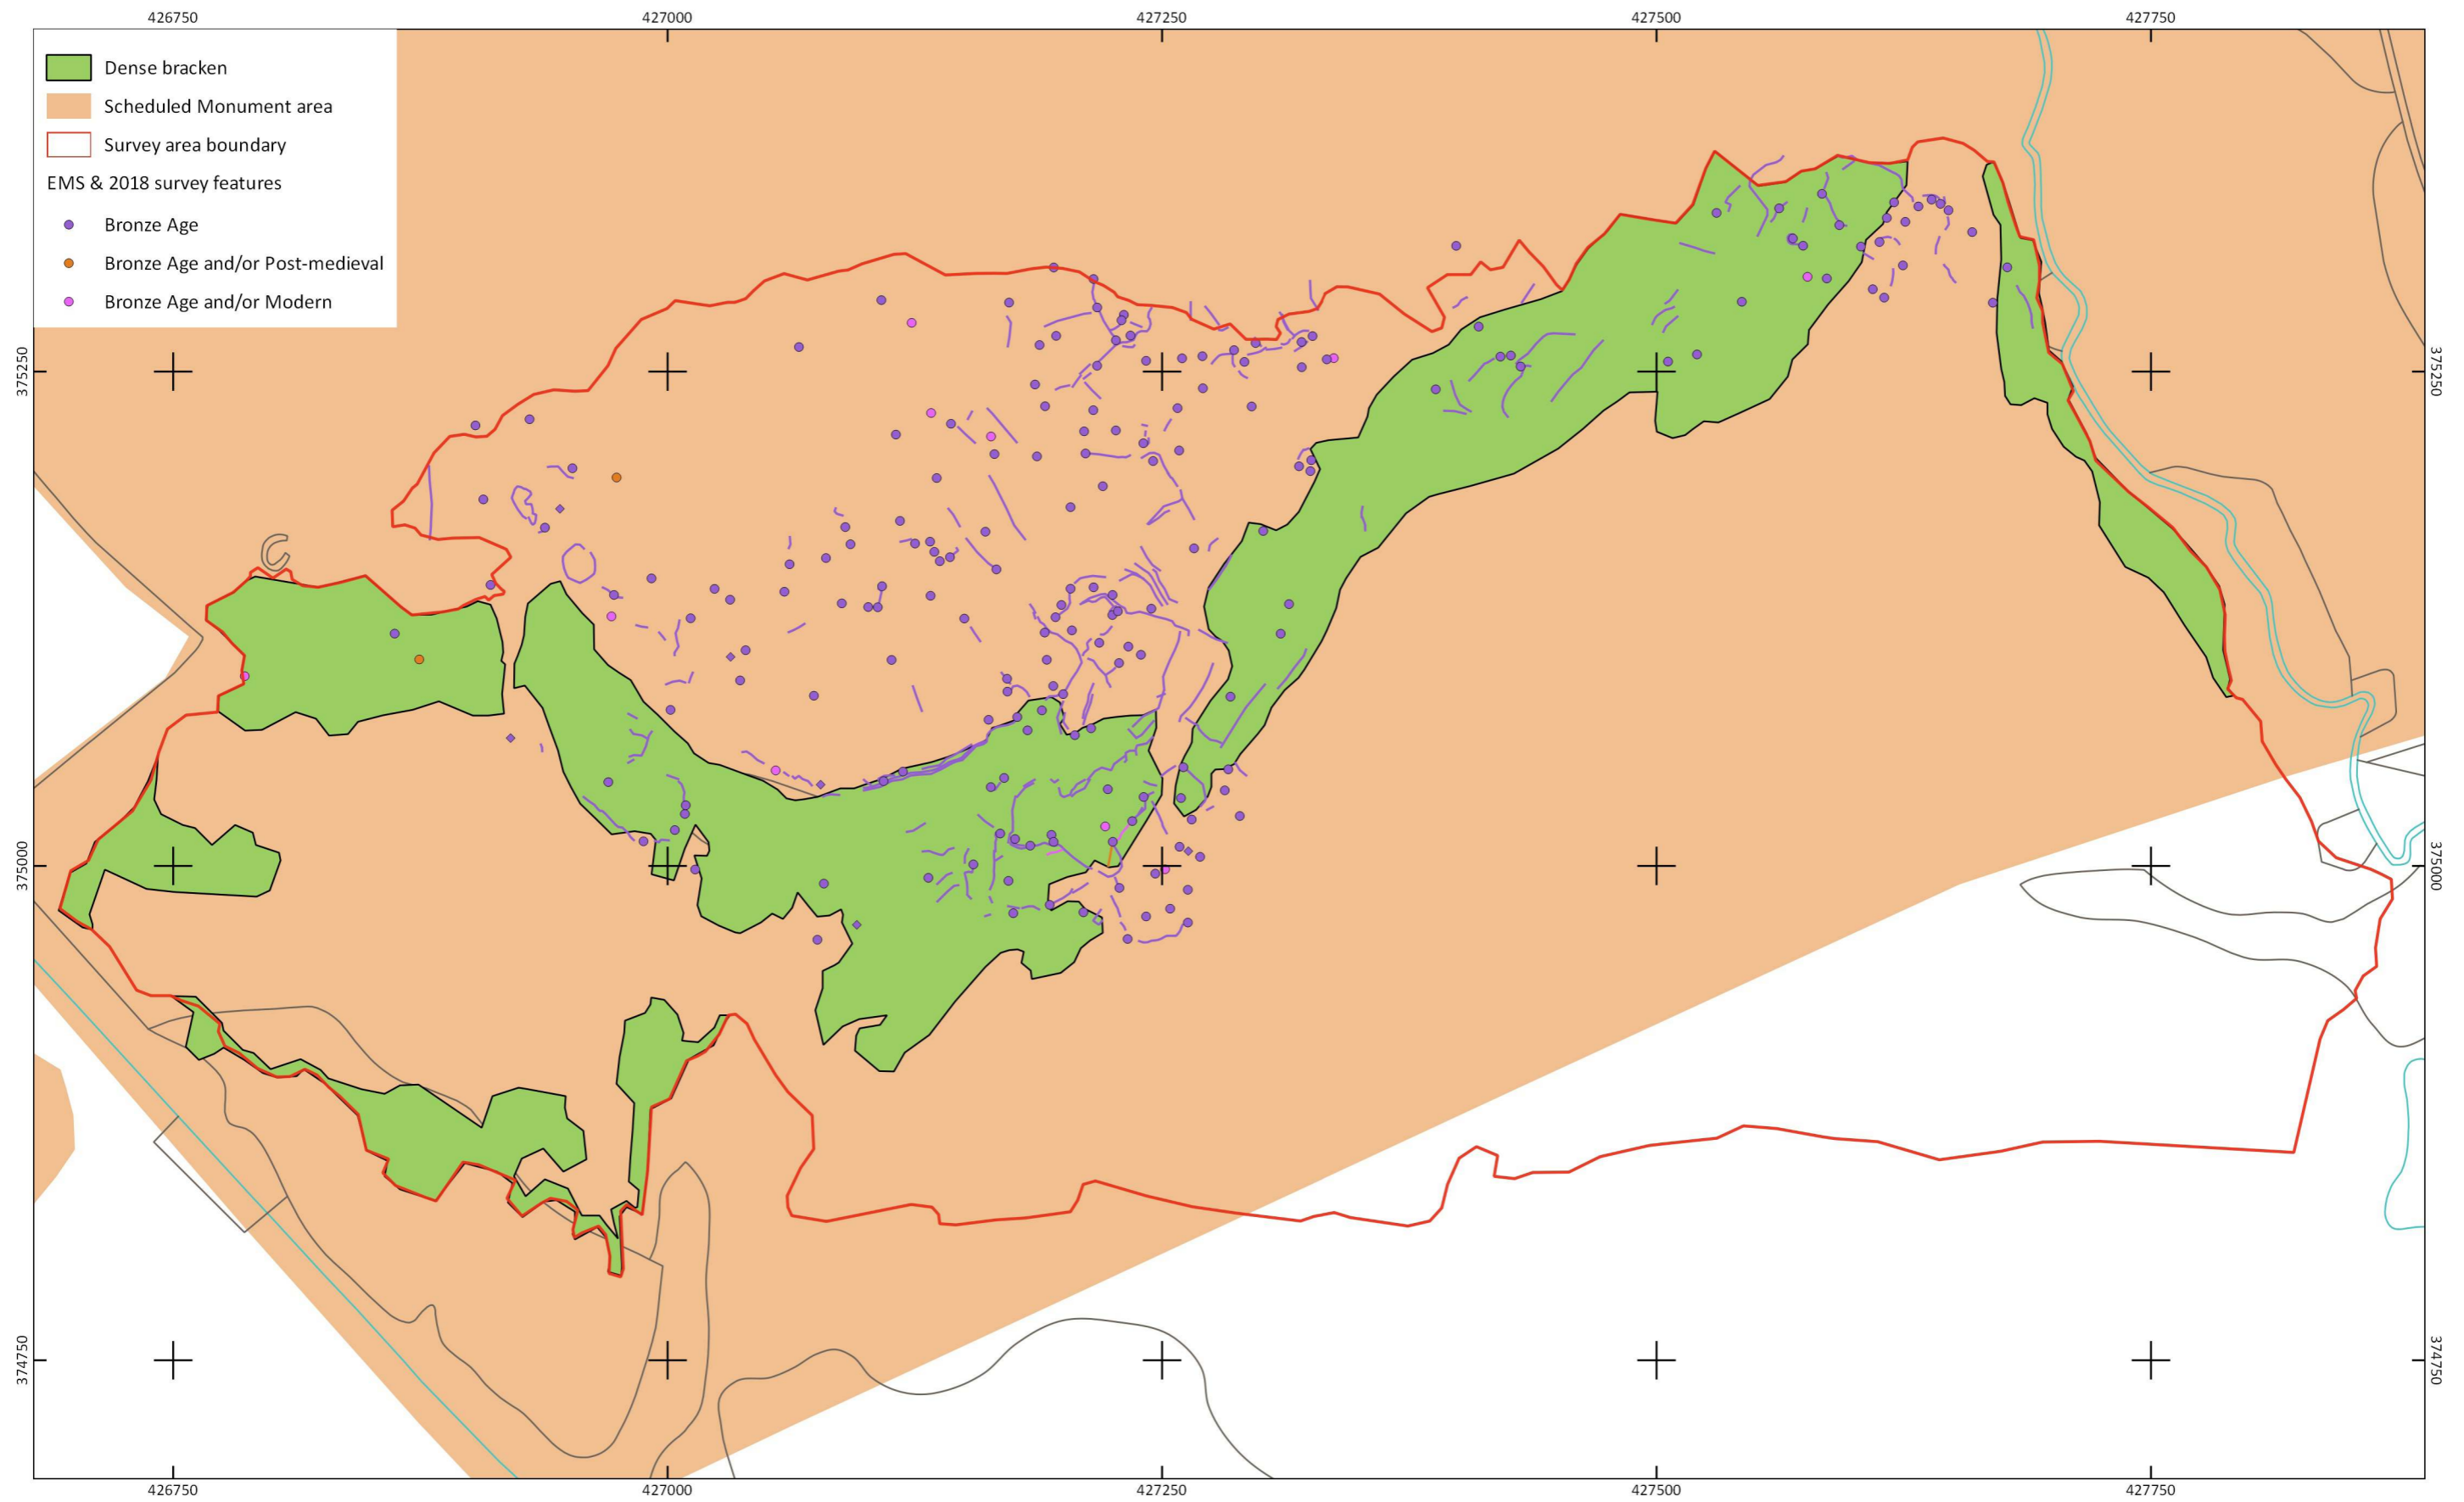 426750 427000 427250 427500 427750
Dense bracken
Scheduled Monument area
Survey area boundary
EMS & 2018 survey features
Bronze Age
Bronze Age and/or Post-medieval
Bronze Age and/or Modern
375250 375250
375000 375000
374750 374750
426750 427000 427250 427500 427750